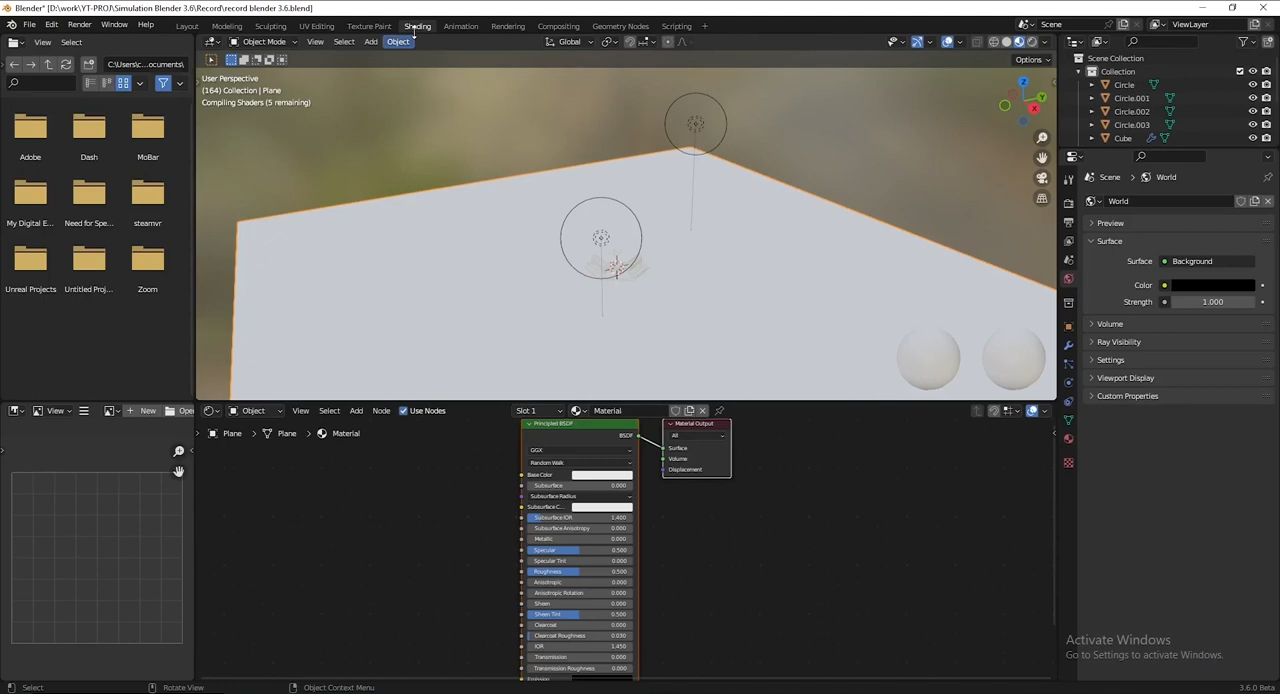 Blender* [D:\work\YT-PROJ\Simulation Blender 3.6\Record\record blender 3.6.blend]
File Edit Render Window Help Layout Modeling Sculpting UV Editing Texture Paint Shading Animation Rendering Compositing Geometry Nodes Scripting + Scene ViewLayer
View Select Object Mode View Select Add Object Global
C:\Users\c...ocuments\
Options
User Perspective
(164) Collection | Plane
Compiling Shaders (5 remaining)
Adobe Dash MoBar
My Digital E... Need for Spe... steamvr
Unreal Projects Untitled Proj... Zoom
Z
Y
X
Scene Collection
Collection
Circle
Circle.001
Circle.002
Circle.003
Cube
Scene > World
World
Preview
Surface
Surface Background
Color
Strength 1.000
Volume
Ray Visibility
Settings
Viewport Display
Custom Properties
View + New Open
Object View Select Add Node Use Nodes Slot 1 Material
Plane > Plane > Material
Principled BSDF
BSDF
GGX
Random Walk
Base Color
Subsurface 0.000
Subsurface Radius
Subsurface C...
Subsurface IOR 1.400
Subsurface Anisotropy 0.000
Metallic 0.000
Specular 0.500
Specular Tint 0.000
Roughness 0.500
Anisotropic 0.000
Anisotropic Rotation 0.000
Sheen 0.000
Sheen Tint 0.500
Clearcoat 0.000
Clearcoat Roughness 0.030
IOR 1.450
Transmission 0.000
Transmission Roughness 0.000
Emission
Material Output
All
Surface
Volume
Displacement
Activate Windows
Go to Settings to activate Windows.
Select Rotate View Object Context Menu 3.6.0 Beta